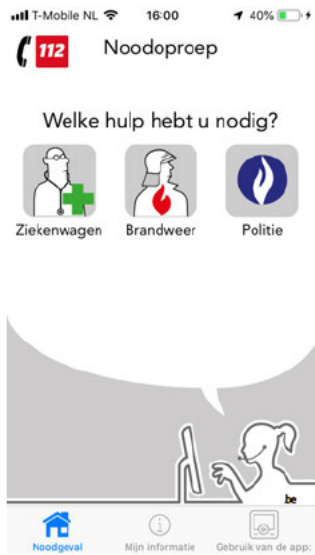 T-Mobile NL 16:00 40%
112 Noodoproep
Welke hulp hebt u nodig?
Ziekenwagen Brandweer Politie
.be
Noodgeval Mijn informatie Gebruik van de app: